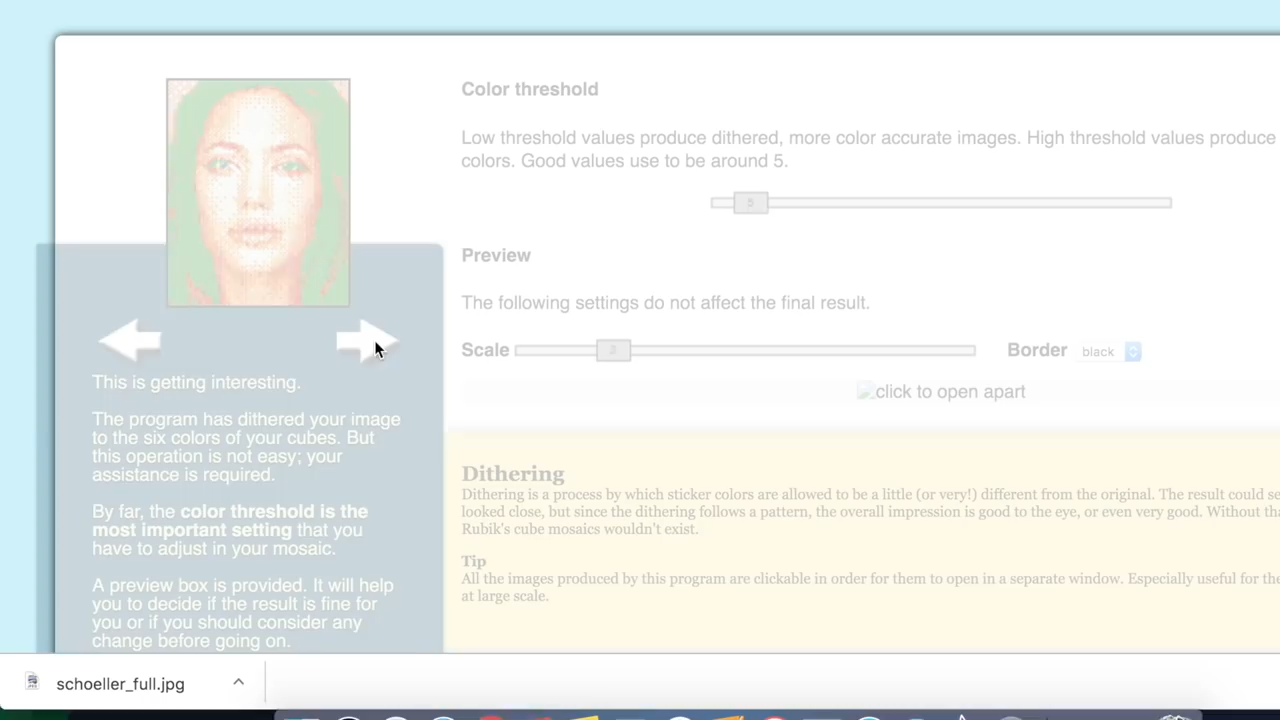 Color threshold
Low threshold values produce dithered, more color accurate images. High threshold values produce
colors. Good values use to be around 5.
5
Preview
The following settings do not affect the final result.
Scale 3 Border black
click to open apart
This is getting interesting.
The program has dithered your image
to the six colors of your cubes. But
this operation is not easy; your
assistance is required.
By far, the color threshold is the
most important setting that you
have to adjust in your mosaic.
A preview box is provided. It will help
you to decide if the result is fine for
you or if you should consider any
change before going on.
Dithering
Dithering is a process by which sticker colors are allowed to be a little (or very!) different from the original. The result could se
looked close, but since the dithering follows a pattern, the overall impression is good to the eye, or even very good. Without tha
Rubik's cube mosaics wouldn't exist.
Tip
All the images produced by this program are clickable in order for them to open in a separate window. Especially useful for the
at large scale.
schoeller_full.jpg